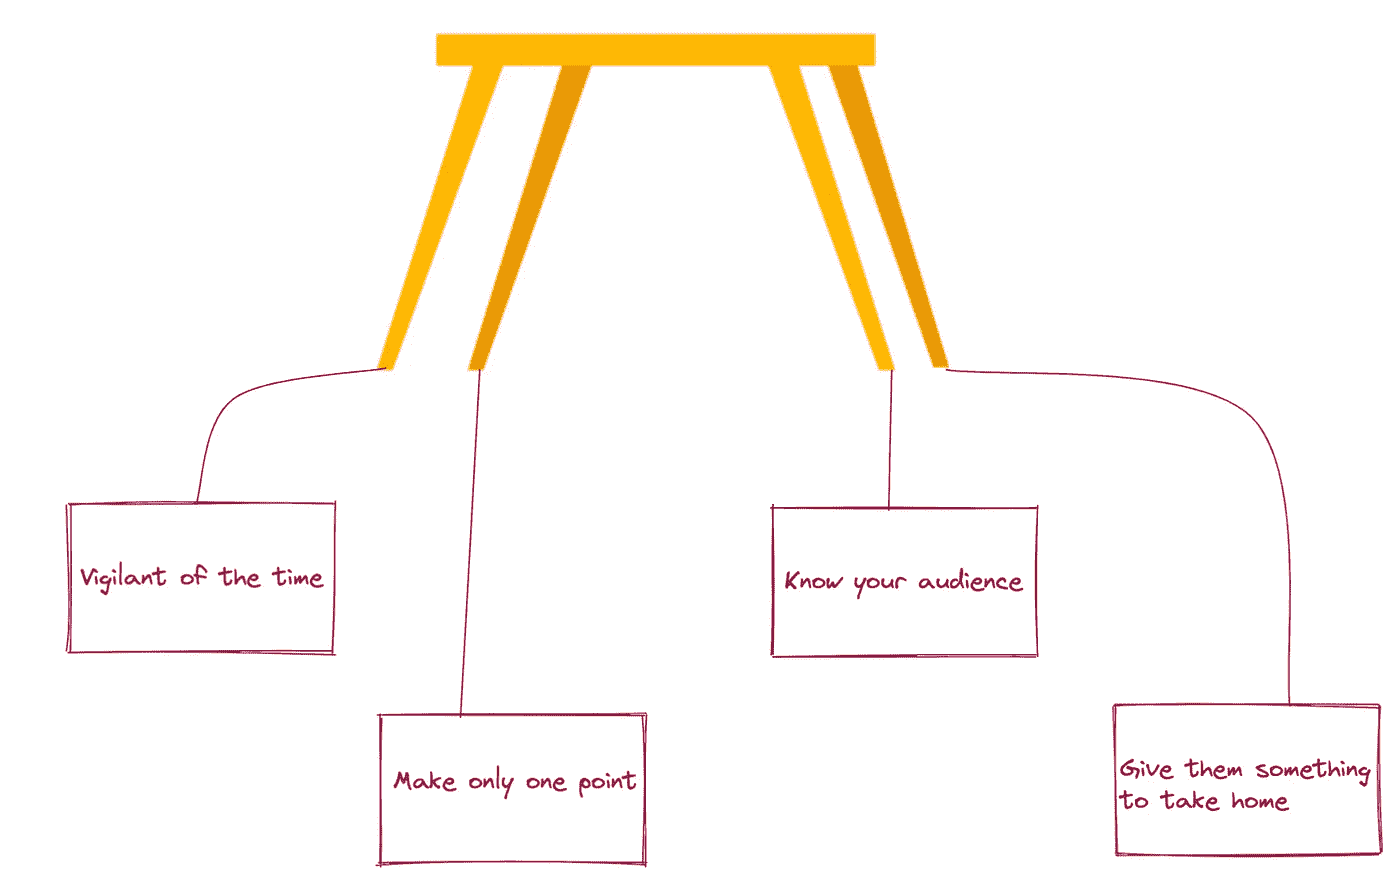 Vigilant of the time
Know your audience
Make only one point
Give them something
to take home